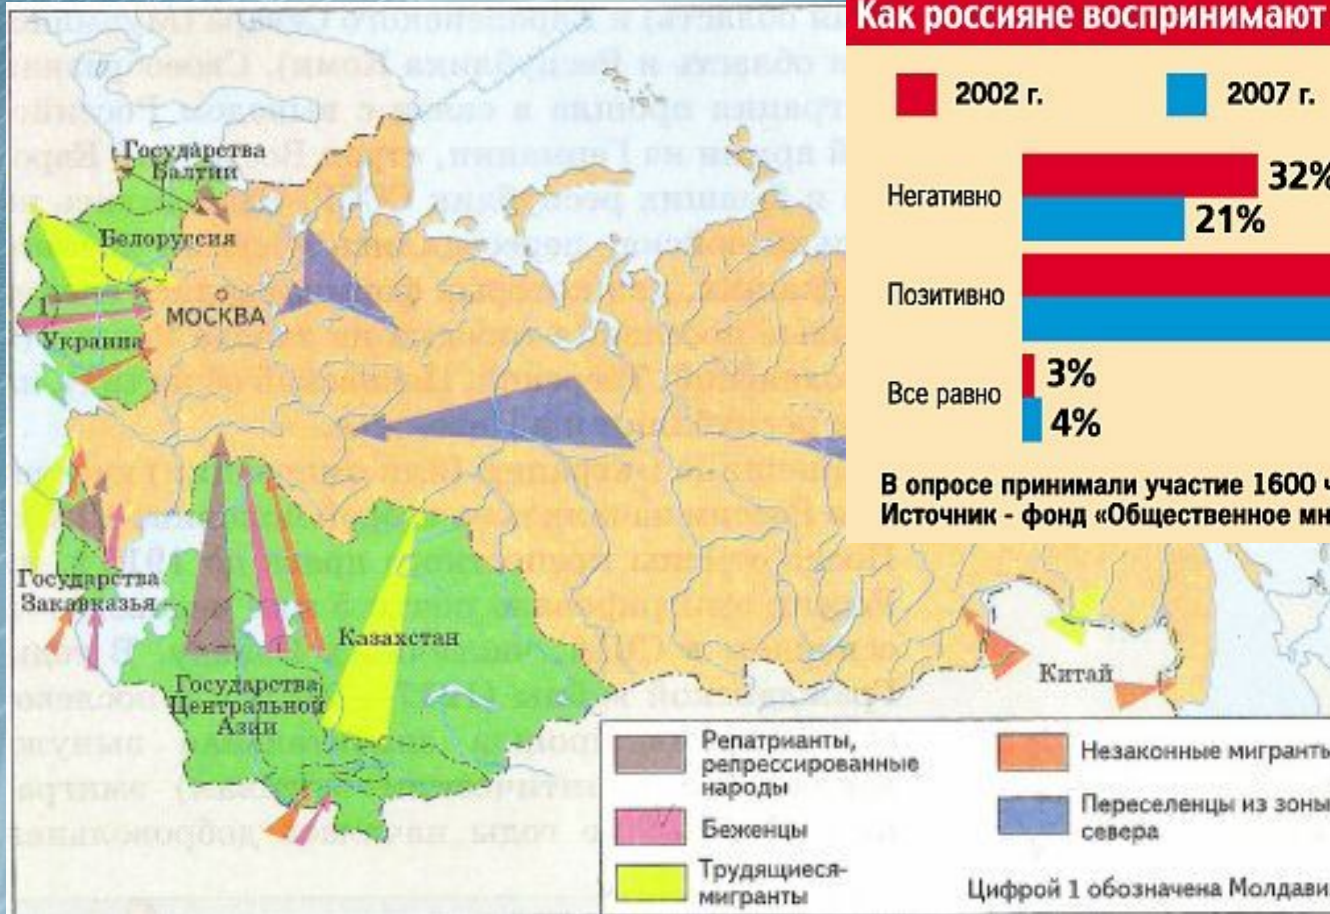 Как россияне воспринимают
2002 г.
2007 г.
Негативно
32%
21%
Позитивно
Все равно
3%
4%
В опросе принимали участие 1600 ч
Источник - фонд «Общественное мн
Государства
Балтии
Белоруссия
1
МОСКВА
Украина
Государства
Закавказья
Казахстан
Государства
Центральной
Азии
Китай
Репатрианты,
репрессированные
народы
Беженцы
Трудящиеся-
мигранты
Незаконные мигранты
Переселенцы из зоны
севера
Цифрой 1 обозначена Молдави